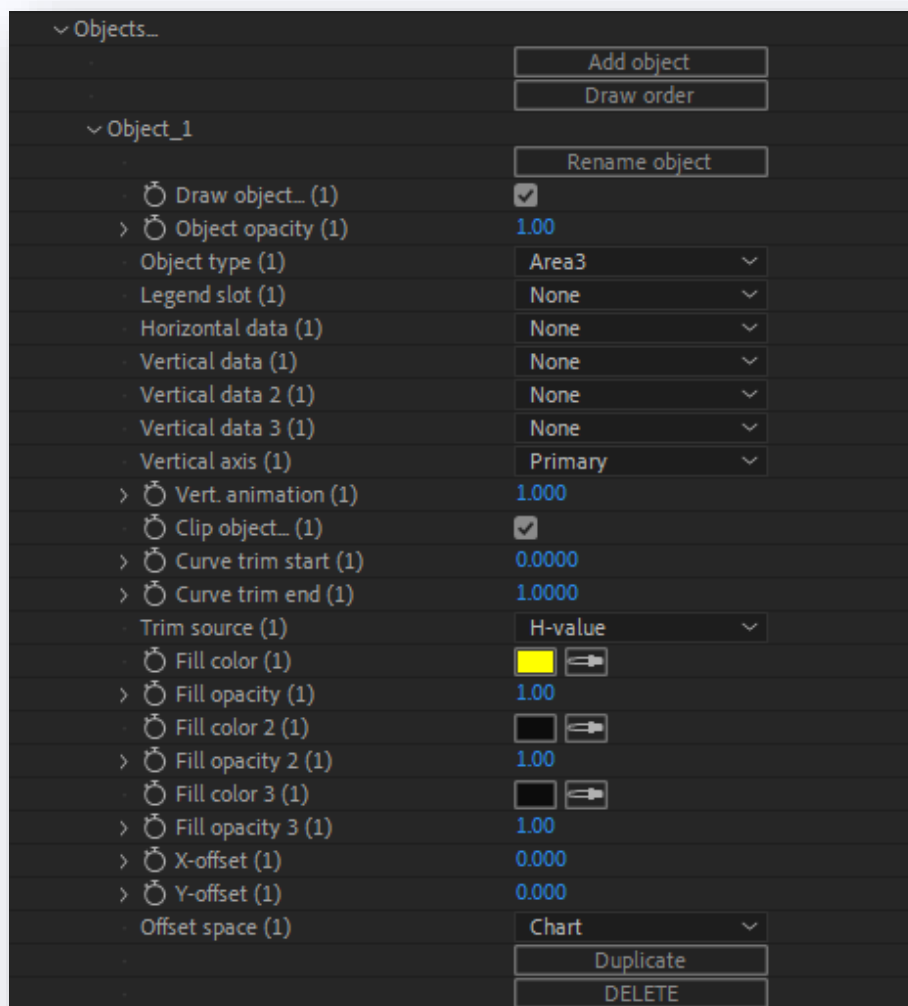 Objects...
Add object
Draw order
Object_1
Rename object
Draw object... (1)
Object opacity (1) 1.00
Object type (1) Area3
Legend slot (1) None
Horizontal data (1) None
Vertical data (1) None
Vertical data 2 (1) None
Vertical data 3 (1) None
Vertical axis (1) Primary
Vert. animation (1) 1.000
Clip object... (1)
Curve trim start (1) 0.0000
Curve trim end (1) 1.0000
Trim source (1) H-value
Fill color (1)
Fill opacity (1) 1.00
Fill color 2 (1)
Fill opacity 2 (1) 1.00
Fill color 3 (1)
Fill opacity 3 (1) 1.00
X-offset (1) 0.000
Y-offset (1) 0.000
Offset space (1) Chart
Duplicate
DELETE